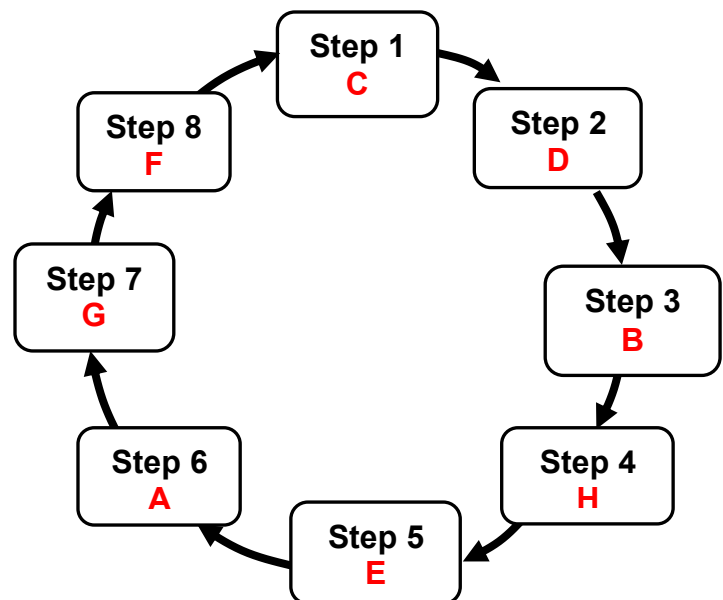 Step 1
C
Step 2
D
Step 3
B
Step 4
H
Step 5
E
Step 6
A
Step 7
G
Step 8
F